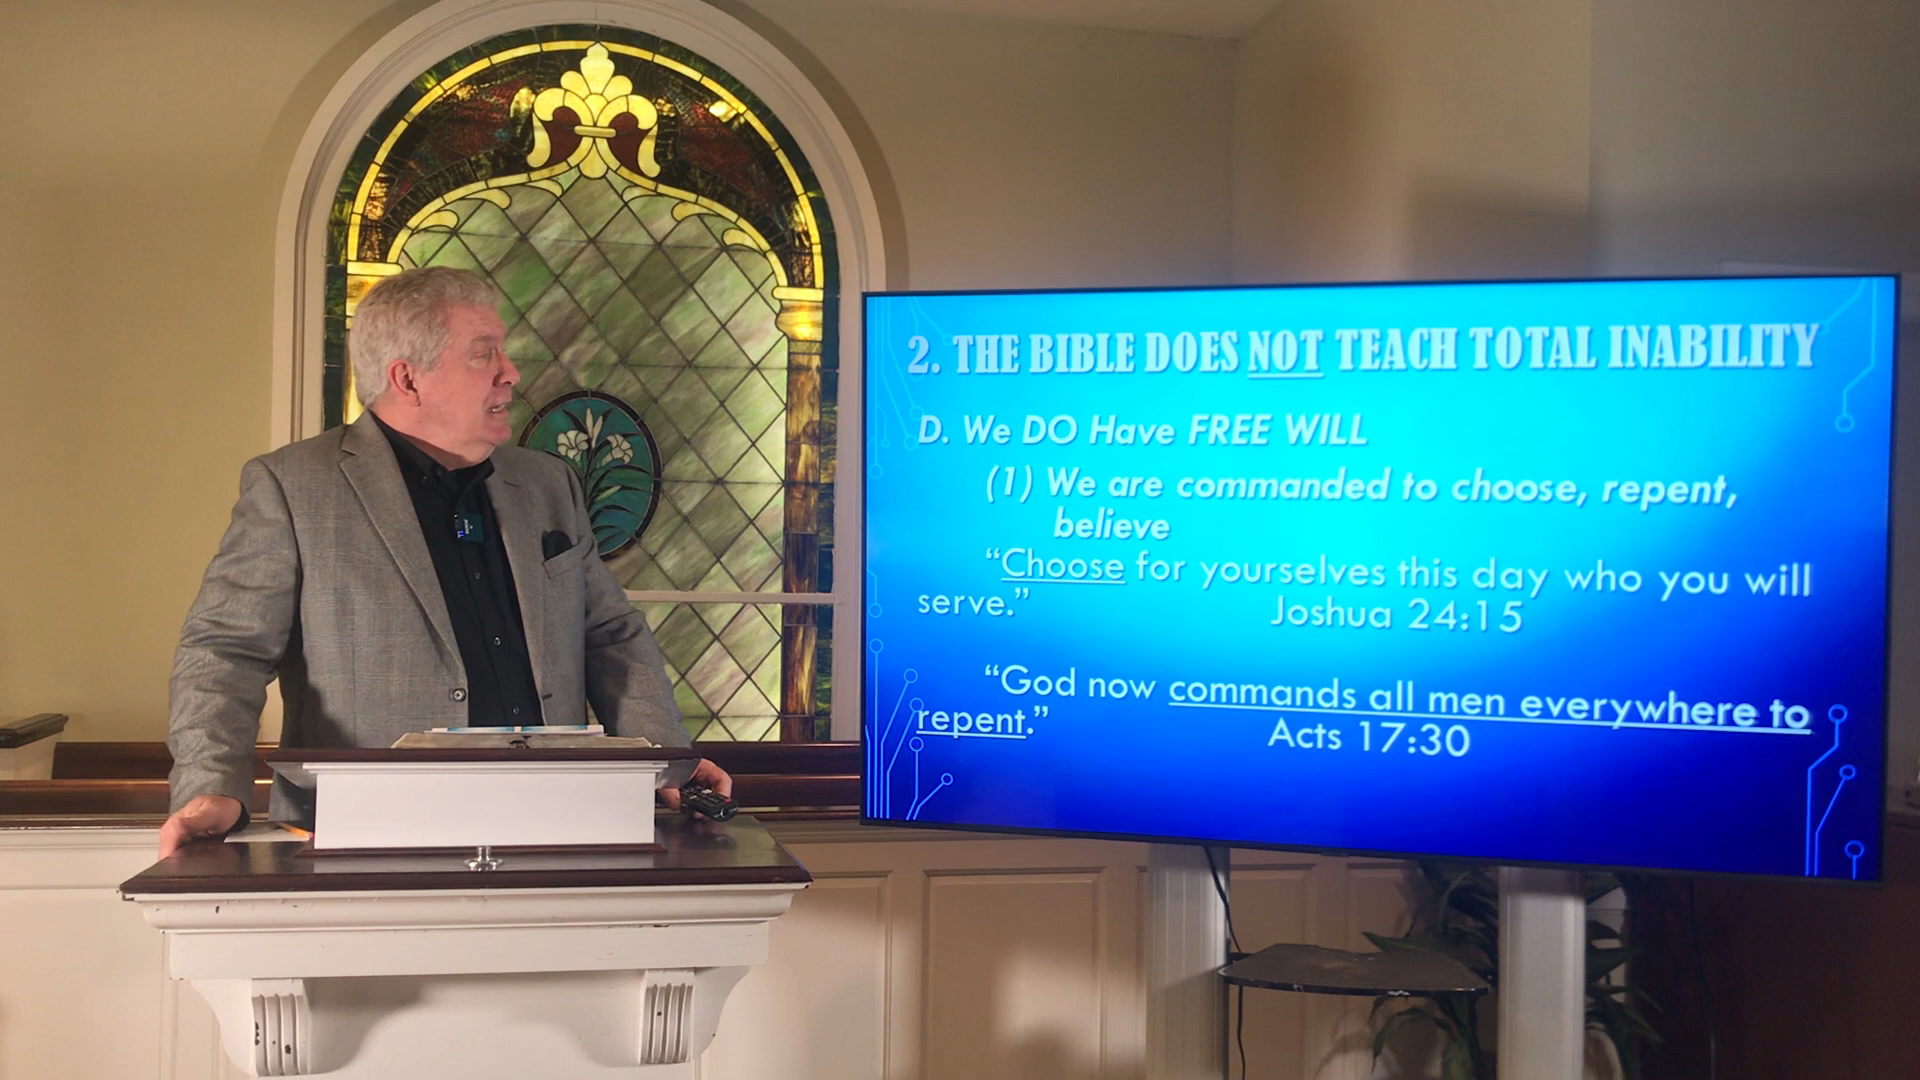 2. THE BIBLE DOES NOT TEACH TOTAL INABILITY
D. We DO Have FREE WILL
(1) We are commanded to choose, repent,
believe
“Choose for yourselves this day who you will
serve.” Joshua 24:15
“God now commands all men everywhere to
repent.” Acts 17:30